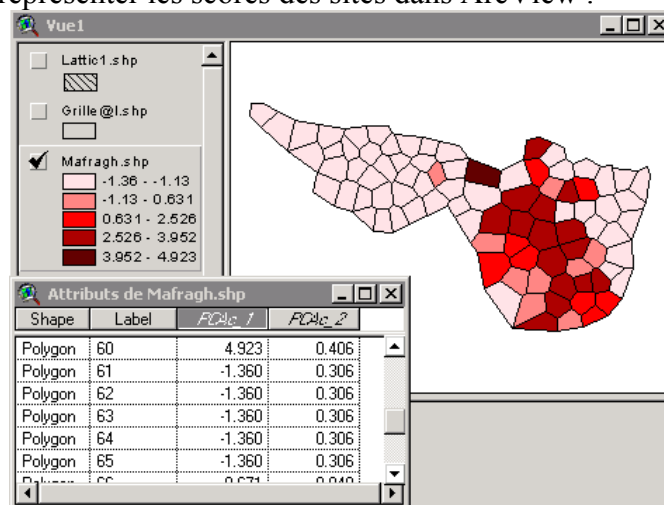 représenter les scores des sites dans ArcView :
Vue1
Lattic1.shp
Grille@l.shp
Mafragh.shp
-1.36 - -1.13
-1.13 - 0.631
0.631 - 2.526
2.526 - 3.952
3.952 - 4.923
Attributs de Mafragh.shp
Shape Label PCAc_1 PCAc_2
Polygon 60 4.923 0.406
Polygon 61 -1.360 0.306
Polygon 62 -1.360 0.306
Polygon 63 -1.360 0.306
Polygon 64 -1.360 0.306
Polygon 65 -1.360 0.306